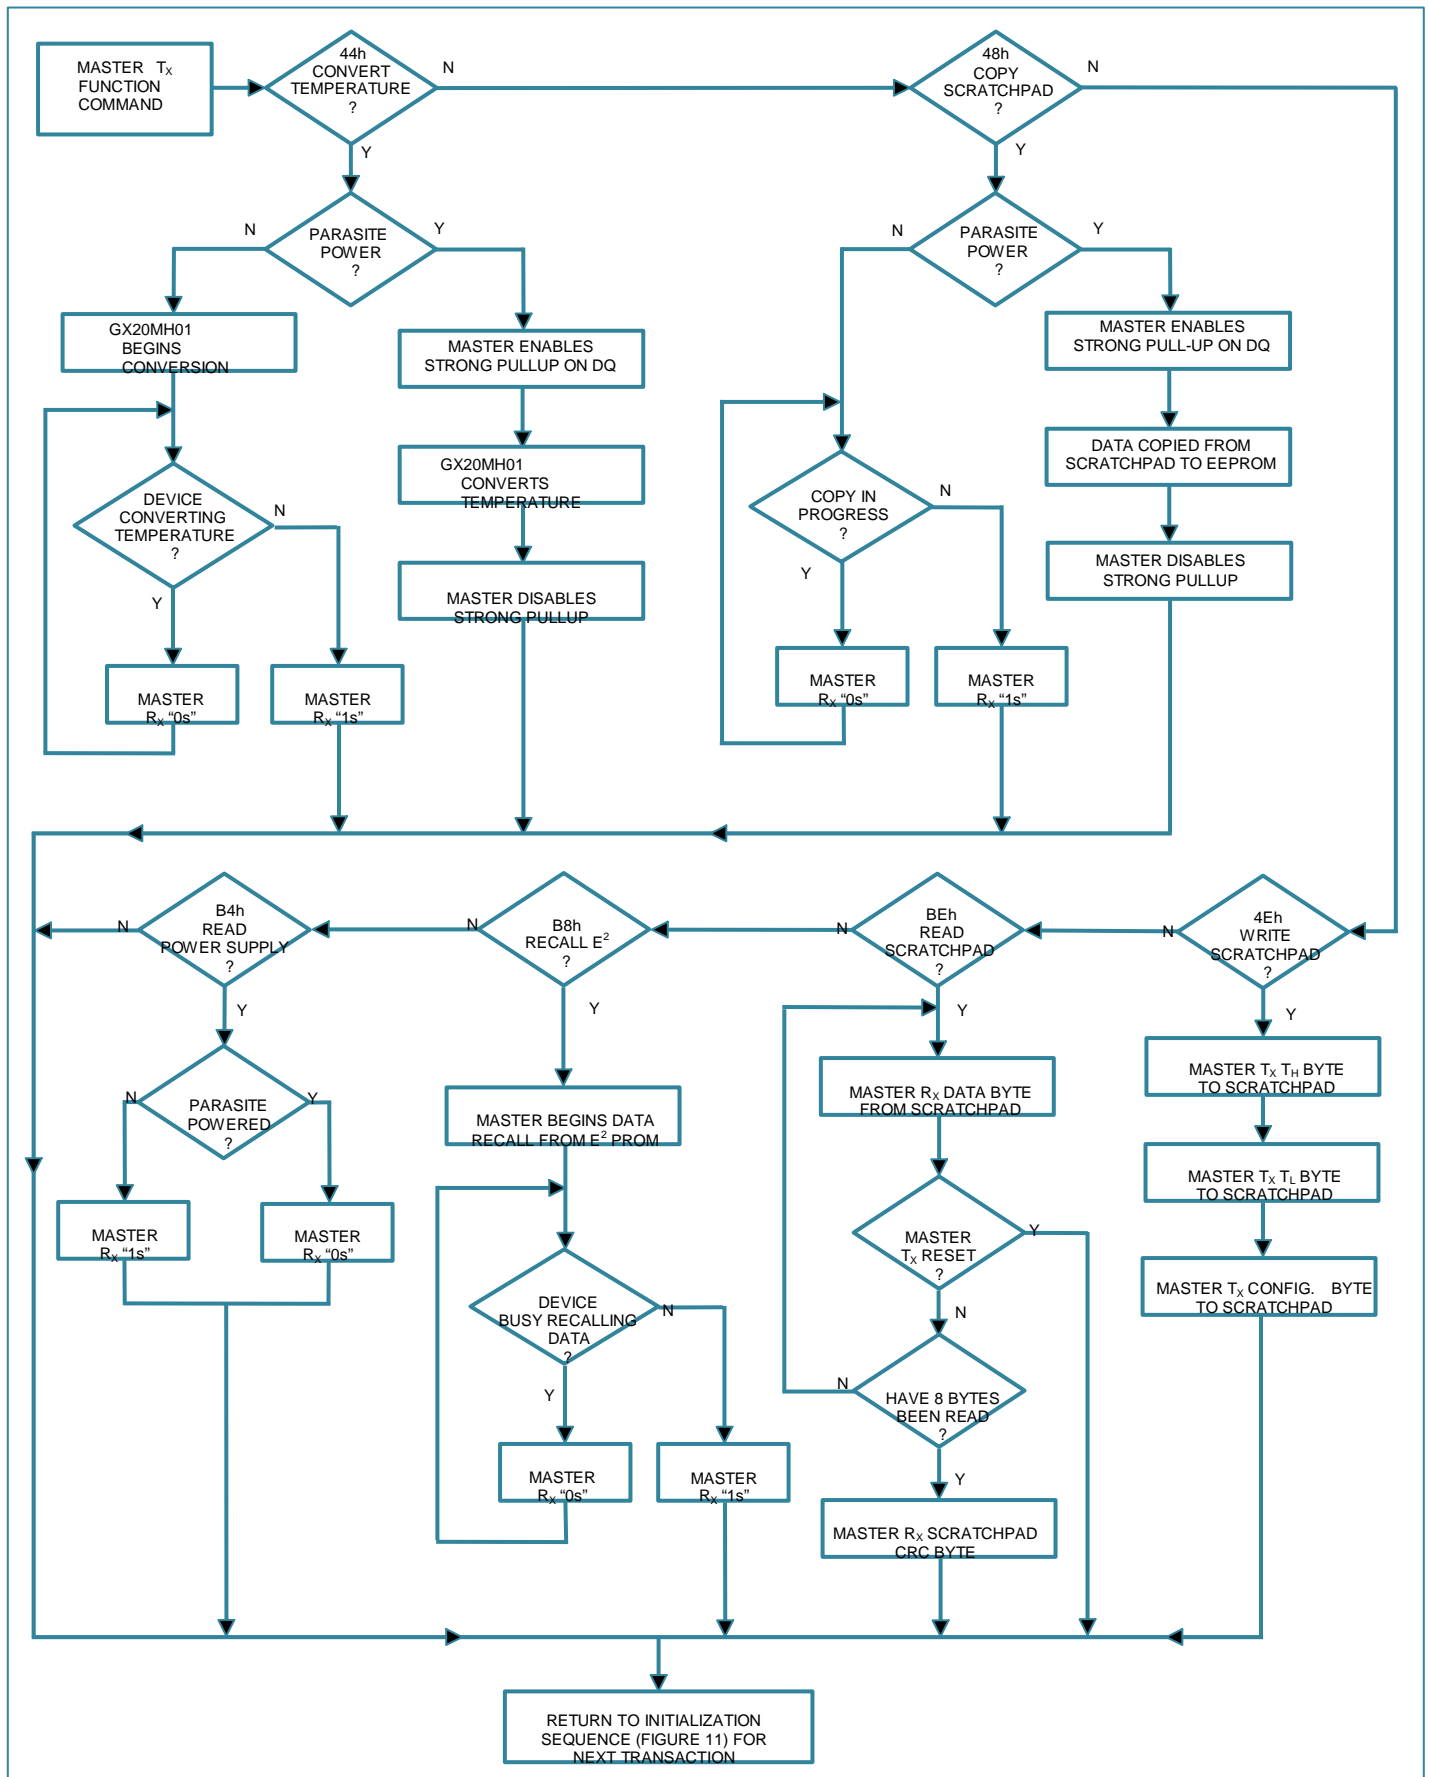 MASTER TX
FUNCTION
COMMAND
44h
CONVERT
TEMPERATURE
?
N
Y
48h
COPY
SCRATCHPAD
?
N
Y
PARASITE
POWER
?
N
Y
PARASITE
POWER
?
N
Y
GX20MH01
BEGINS
CONVERSION
MASTER ENABLES
STRONG PULLUP ON DQ
MASTER ENABLES
STRONG PULL-UP ON DQ
GX20MH01
CONVERTS
TEMPERATURE
DATA COPIED FROM
SCRATCHPAD TO EEPROM
DEVICE
CONVERTING
TEMPERATURE
?
N
Y
COPY IN
PROGRESS
?
N
Y
MASTER DISABLES
STRONG PULLUP
MASTER DISABLES
STRONG PULLUP
MASTER
RX “0s”
MASTER
RX “1s”
MASTER
RX “0s”
MASTER
RX “1s”
B4h
READ
POWER SUPPLY
?
N
Y
B8h
RECALL E2
?
N
Y
BEh
READ
SCRATCHPAD
?
N
Y
4Eh
WRITE
SCRATCHPAD
?
N
Y
PARASITE
POWERED
?
N
Y
MASTER BEGINS DATA
RECALL FROM E2 PROM
MASTER RX DATA BYTE
FROM SCRATCHPAD
MASTER TX TH BYTE
TO SCRATCHPAD
MASTER TX TL BYTE
TO SCRATCHPAD
MASTER
RX “1s”
MASTER
RX “0s”
MASTER
TX RESET
?
Y
N
MASTER TX CONFIG. BYTE
TO SCRATCHPAD
DEVICE
BUSY RECALLING
DATA
?
N
Y
HAVE 8 BYTES
BEEN READ
?
N
Y
MASTER
RX “0s”
MASTER
RX “1s”
MASTER RX SCRATCHPAD
CRC BYTE
RETURN TO INITIALIZATION
SEQUENCE (FIGURE 11) FOR
NEXT TRANSACTION